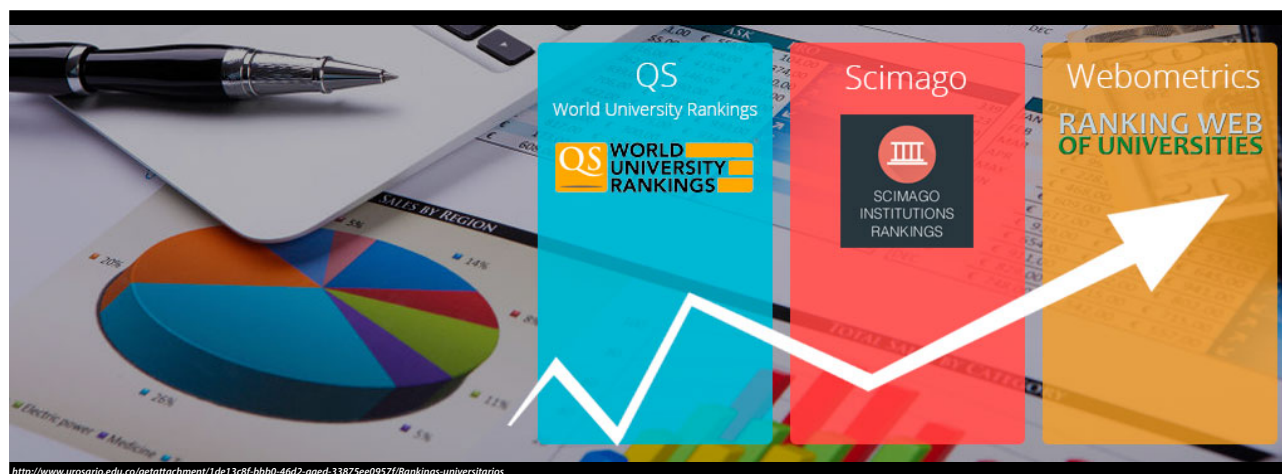 QS
World University Rankings
QS WORLD
UNIVERSITY
RANKINGS
Scimago
SCIMAGO
INSTITUTIONS
RANKINGS
Webometrics
RANKING WEB
OF UNIVERSITIES
SALES BY REGION
5%
14%
20%
8%
11%
26%
5%
Electric power Medicine
TOTAL SALES BY CATEGORY
ASK
DEC
http://www.urosario.edu.co/getattachment/1de13c8f-bbb0-46d2-aaed-33875ee0957f/Rankings-universitarios